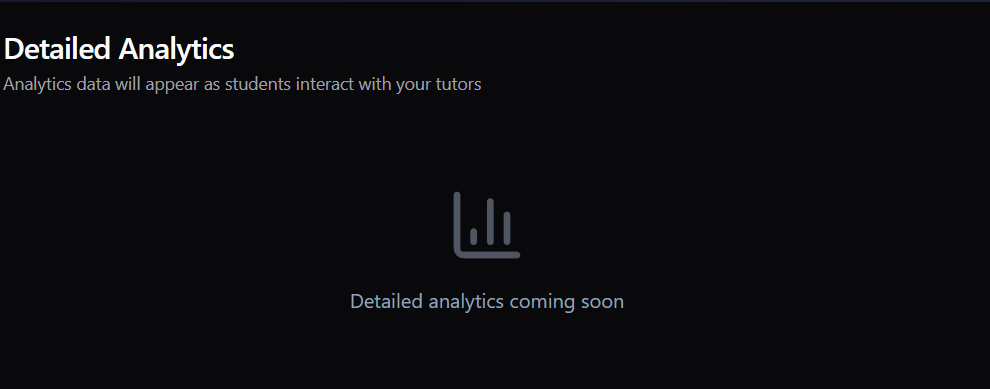 Detailed Analytics
Analytics data will appear as students interact with your tutors
Detailed analytics coming soon